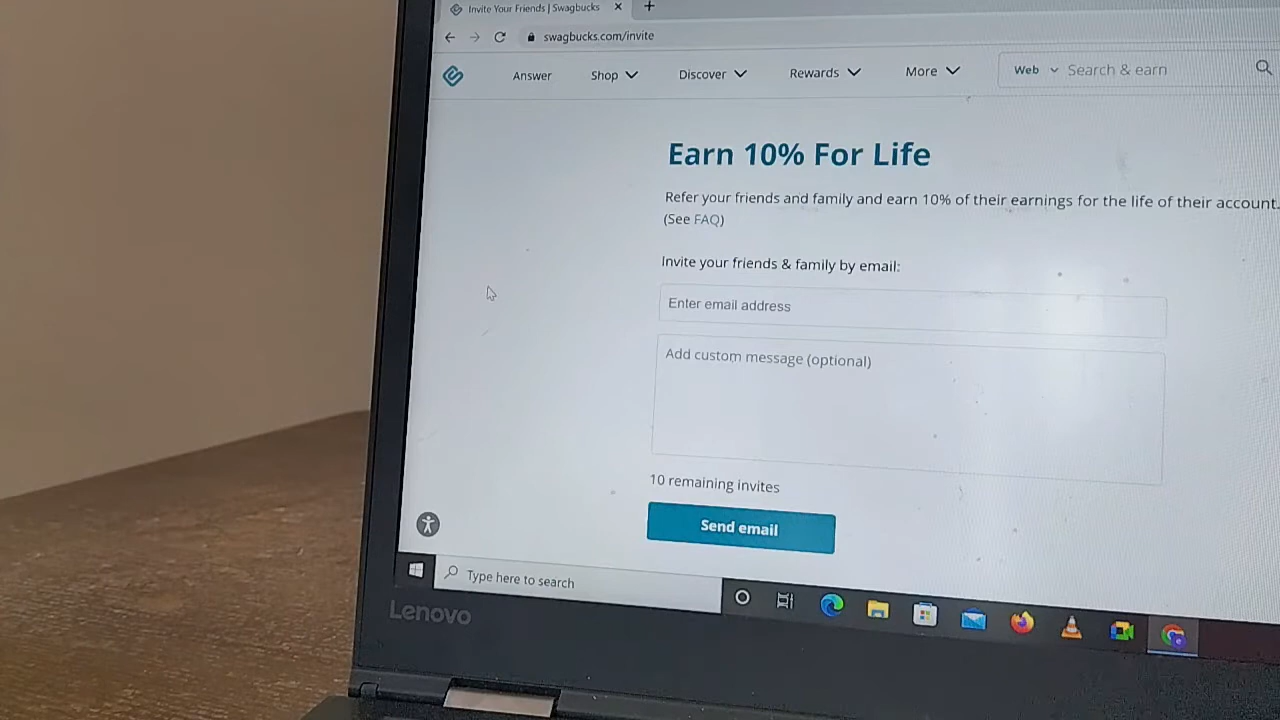 Invite Your Friends | Swagbucks
swagbucks.com/invite
Answer Shop Discover Rewards More Web Search & earn
Earn 10% For Life
Refer your friends and family and earn 10% of their earnings for the life of their account.
(See FAQ)
Invite your friends & family by email:
Enter email address
Add custom message (optional)
10 remaining invites
Send email
Type here to search
Lenovo